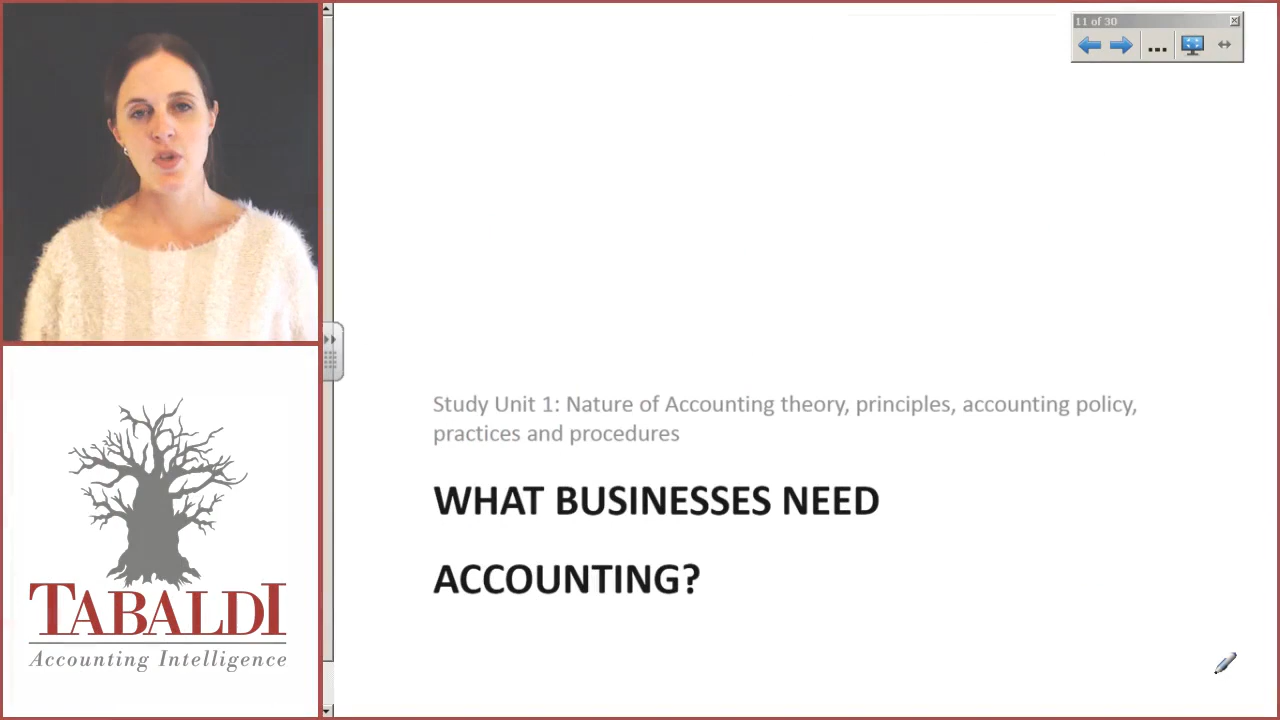 11 of 30
Study Unit 1: Nature of Accounting theory, principles, accounting policy,
practices and procedures
WHAT BUSINESSES NEED
ACCOUNTING?
TABALDI
Accounting Intelligence